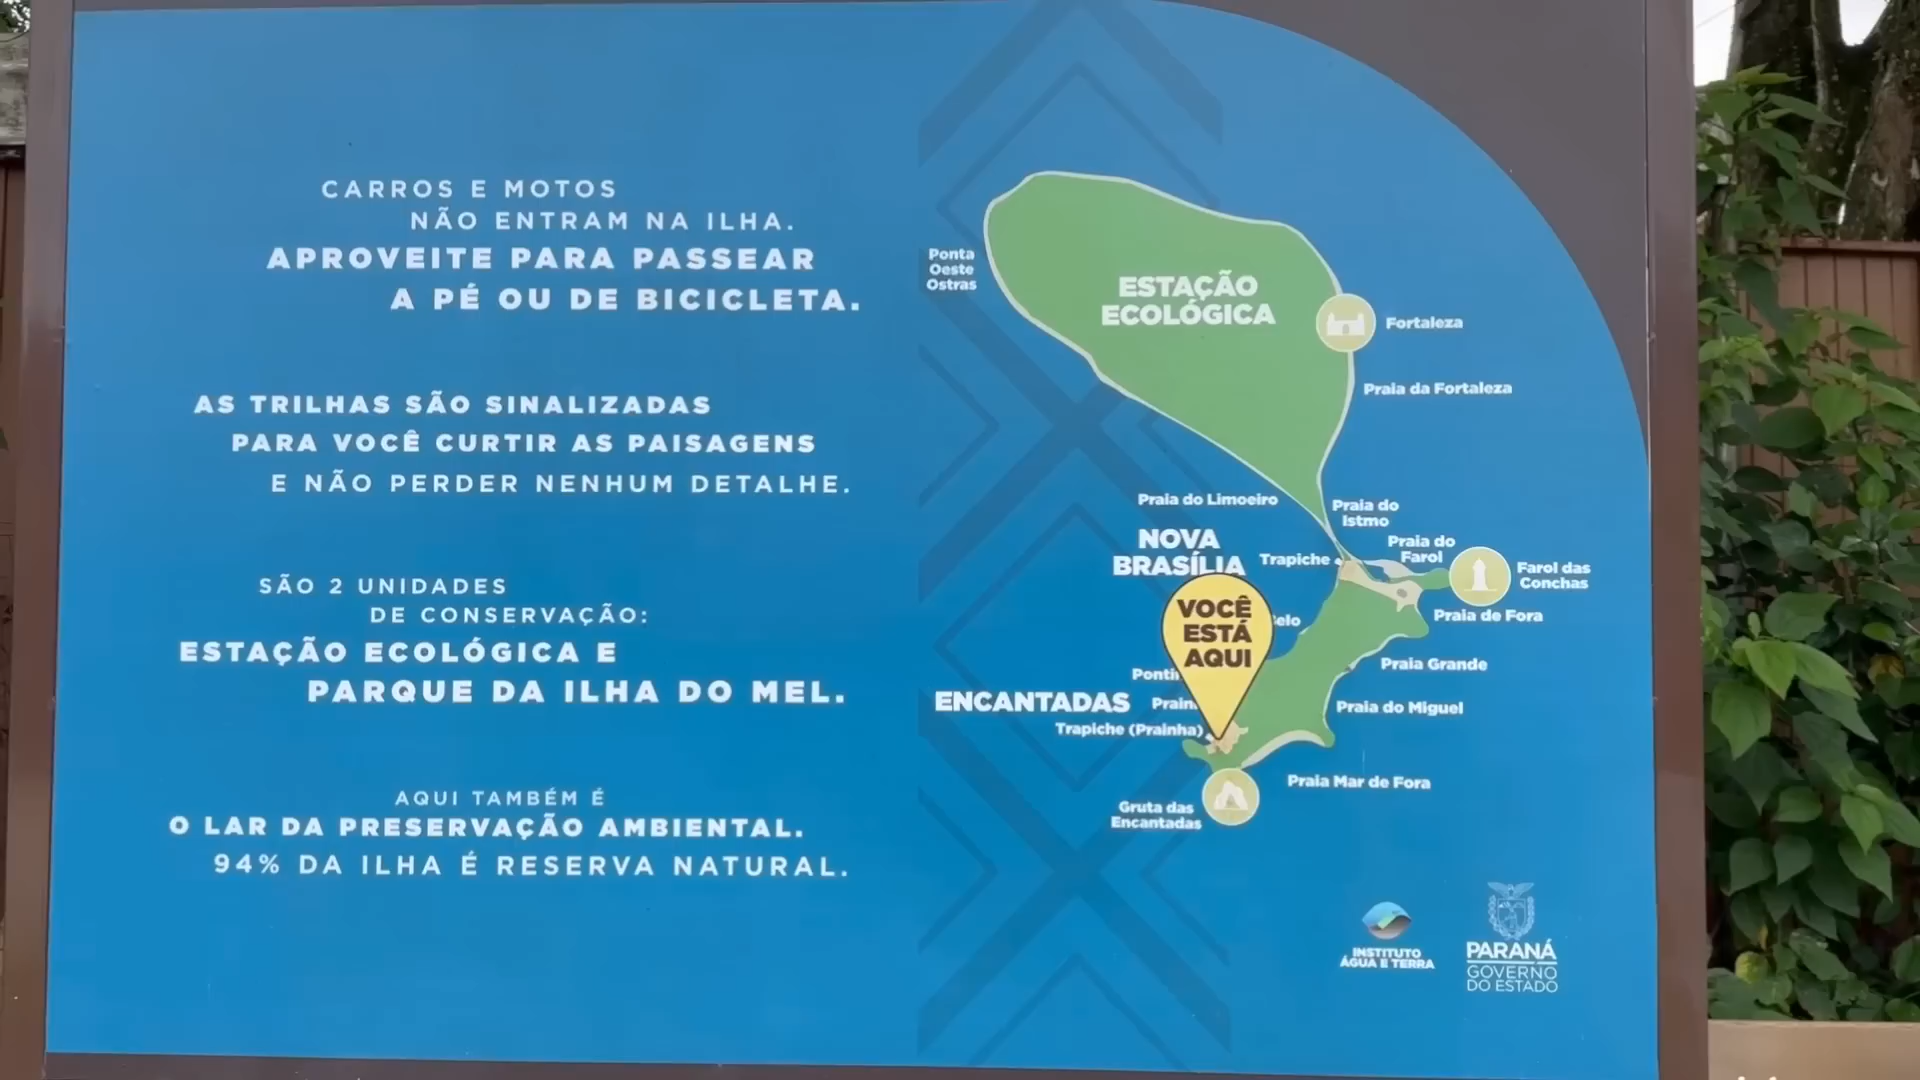 CARROS E MOTOS
NÃO ENTRAM NA ILHA.
APROVEITE PARA PASSEAR
A PÉ OU DE BICICLETA.
AS TRILHAS SÃO SINALIZADAS
PARA VOCÊ CURTIR AS PAISAGENS
E NÃO PERDER NENHUM DETALHE.
SÃO 2 UNIDADES
DE CONSERVAÇÃO:
ESTAÇÃO ECOLÓGICA E
PARQUE DA ILHA DO MEL.
AQUI TAMBÉM É
O LAR DA PRESERVAÇÃO AMBIENTAL.
94% DA ILHA É RESERVA NATURAL.
Ponta
Oeste
Ostras
ESTAÇÃO
ECOLÓGICA
Fortaleza
Praia da Fortaleza
Praia do Limoeiro
Praia do
Istmo
NOVA
BRASÍLIA
Trapiche
Praia do
Farol
Farol das
Conchas
VOCÊ
ESTÁ
AQUI
Praia de Fora
Praia Grande
ENCANTADAS
Praia do Miguel
Trapiche (Prainha)
Praia Mar de Fora
Gruta das
Encantadas
INSTITUTO
ÁGUA E TERRA
PARANÁ
GOVERNO
DO ESTADO